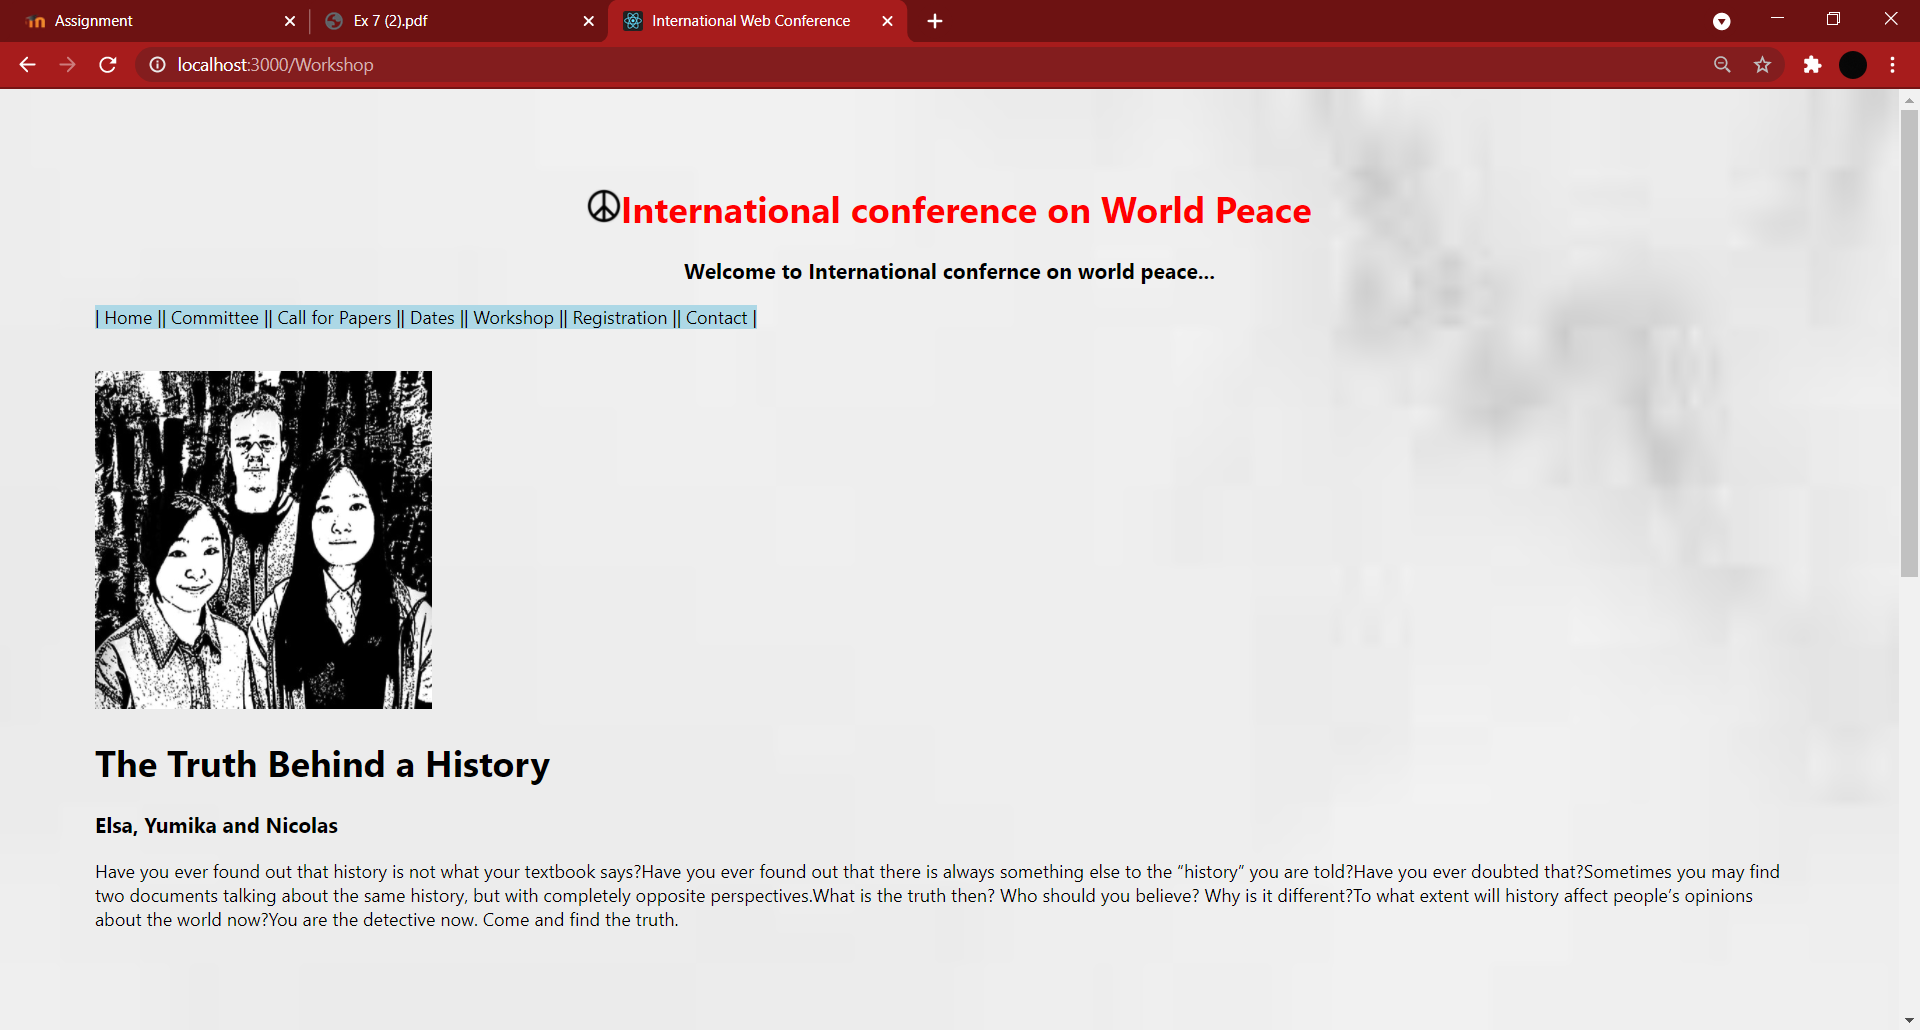 Assignment
Ex 7 (2).pdf
International Web Conference
localhost:3000/Workshop
International conference on World Peace
Welcome to International confernce on world peace...
| Home || Committee || Call for Papers || Dates || Workshop || Registration || Contact |
The Truth Behind a History
Elsa, Yumika and Nicolas
Have you ever found out that history is not what your textbook says?Have you ever found out that there is always something else to the “history” you are told?Have you ever doubted that?Sometimes you may find
two documents talking about the same history, but with completely opposite perspectives.What is the truth then? Who should you believe? Why is it different?To what extent will history affect people’s opinions
about the world now?You are the detective now. Come and find the truth.